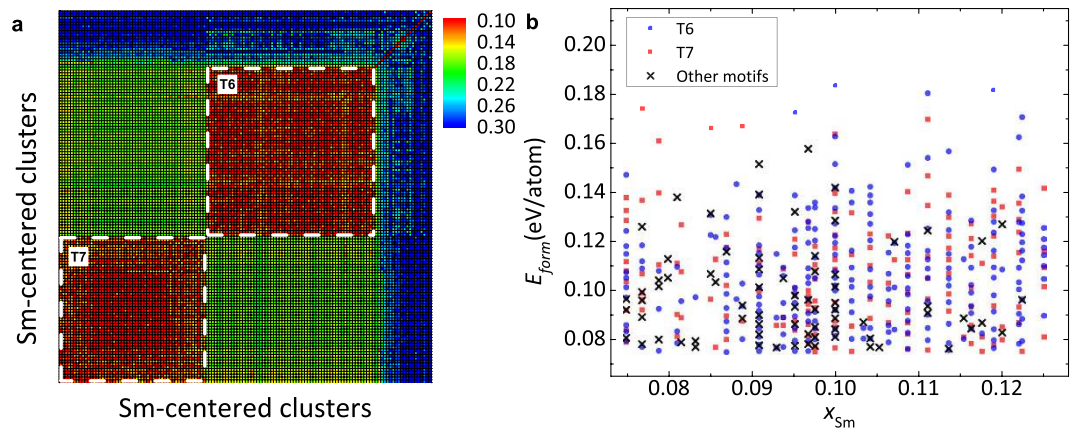 a
T6
T7
Sm-centered clusters
Sm-centered clusters
0.10
0.14
0.18
0.22
0.26
0.30
b
T6
T7
Other motifs
0.20
0.18
0.16
0.14
0.12
0.10
0.08
E_form(eV/atom)
0.08 0.09 0.10 0.11 0.12
x_Sm